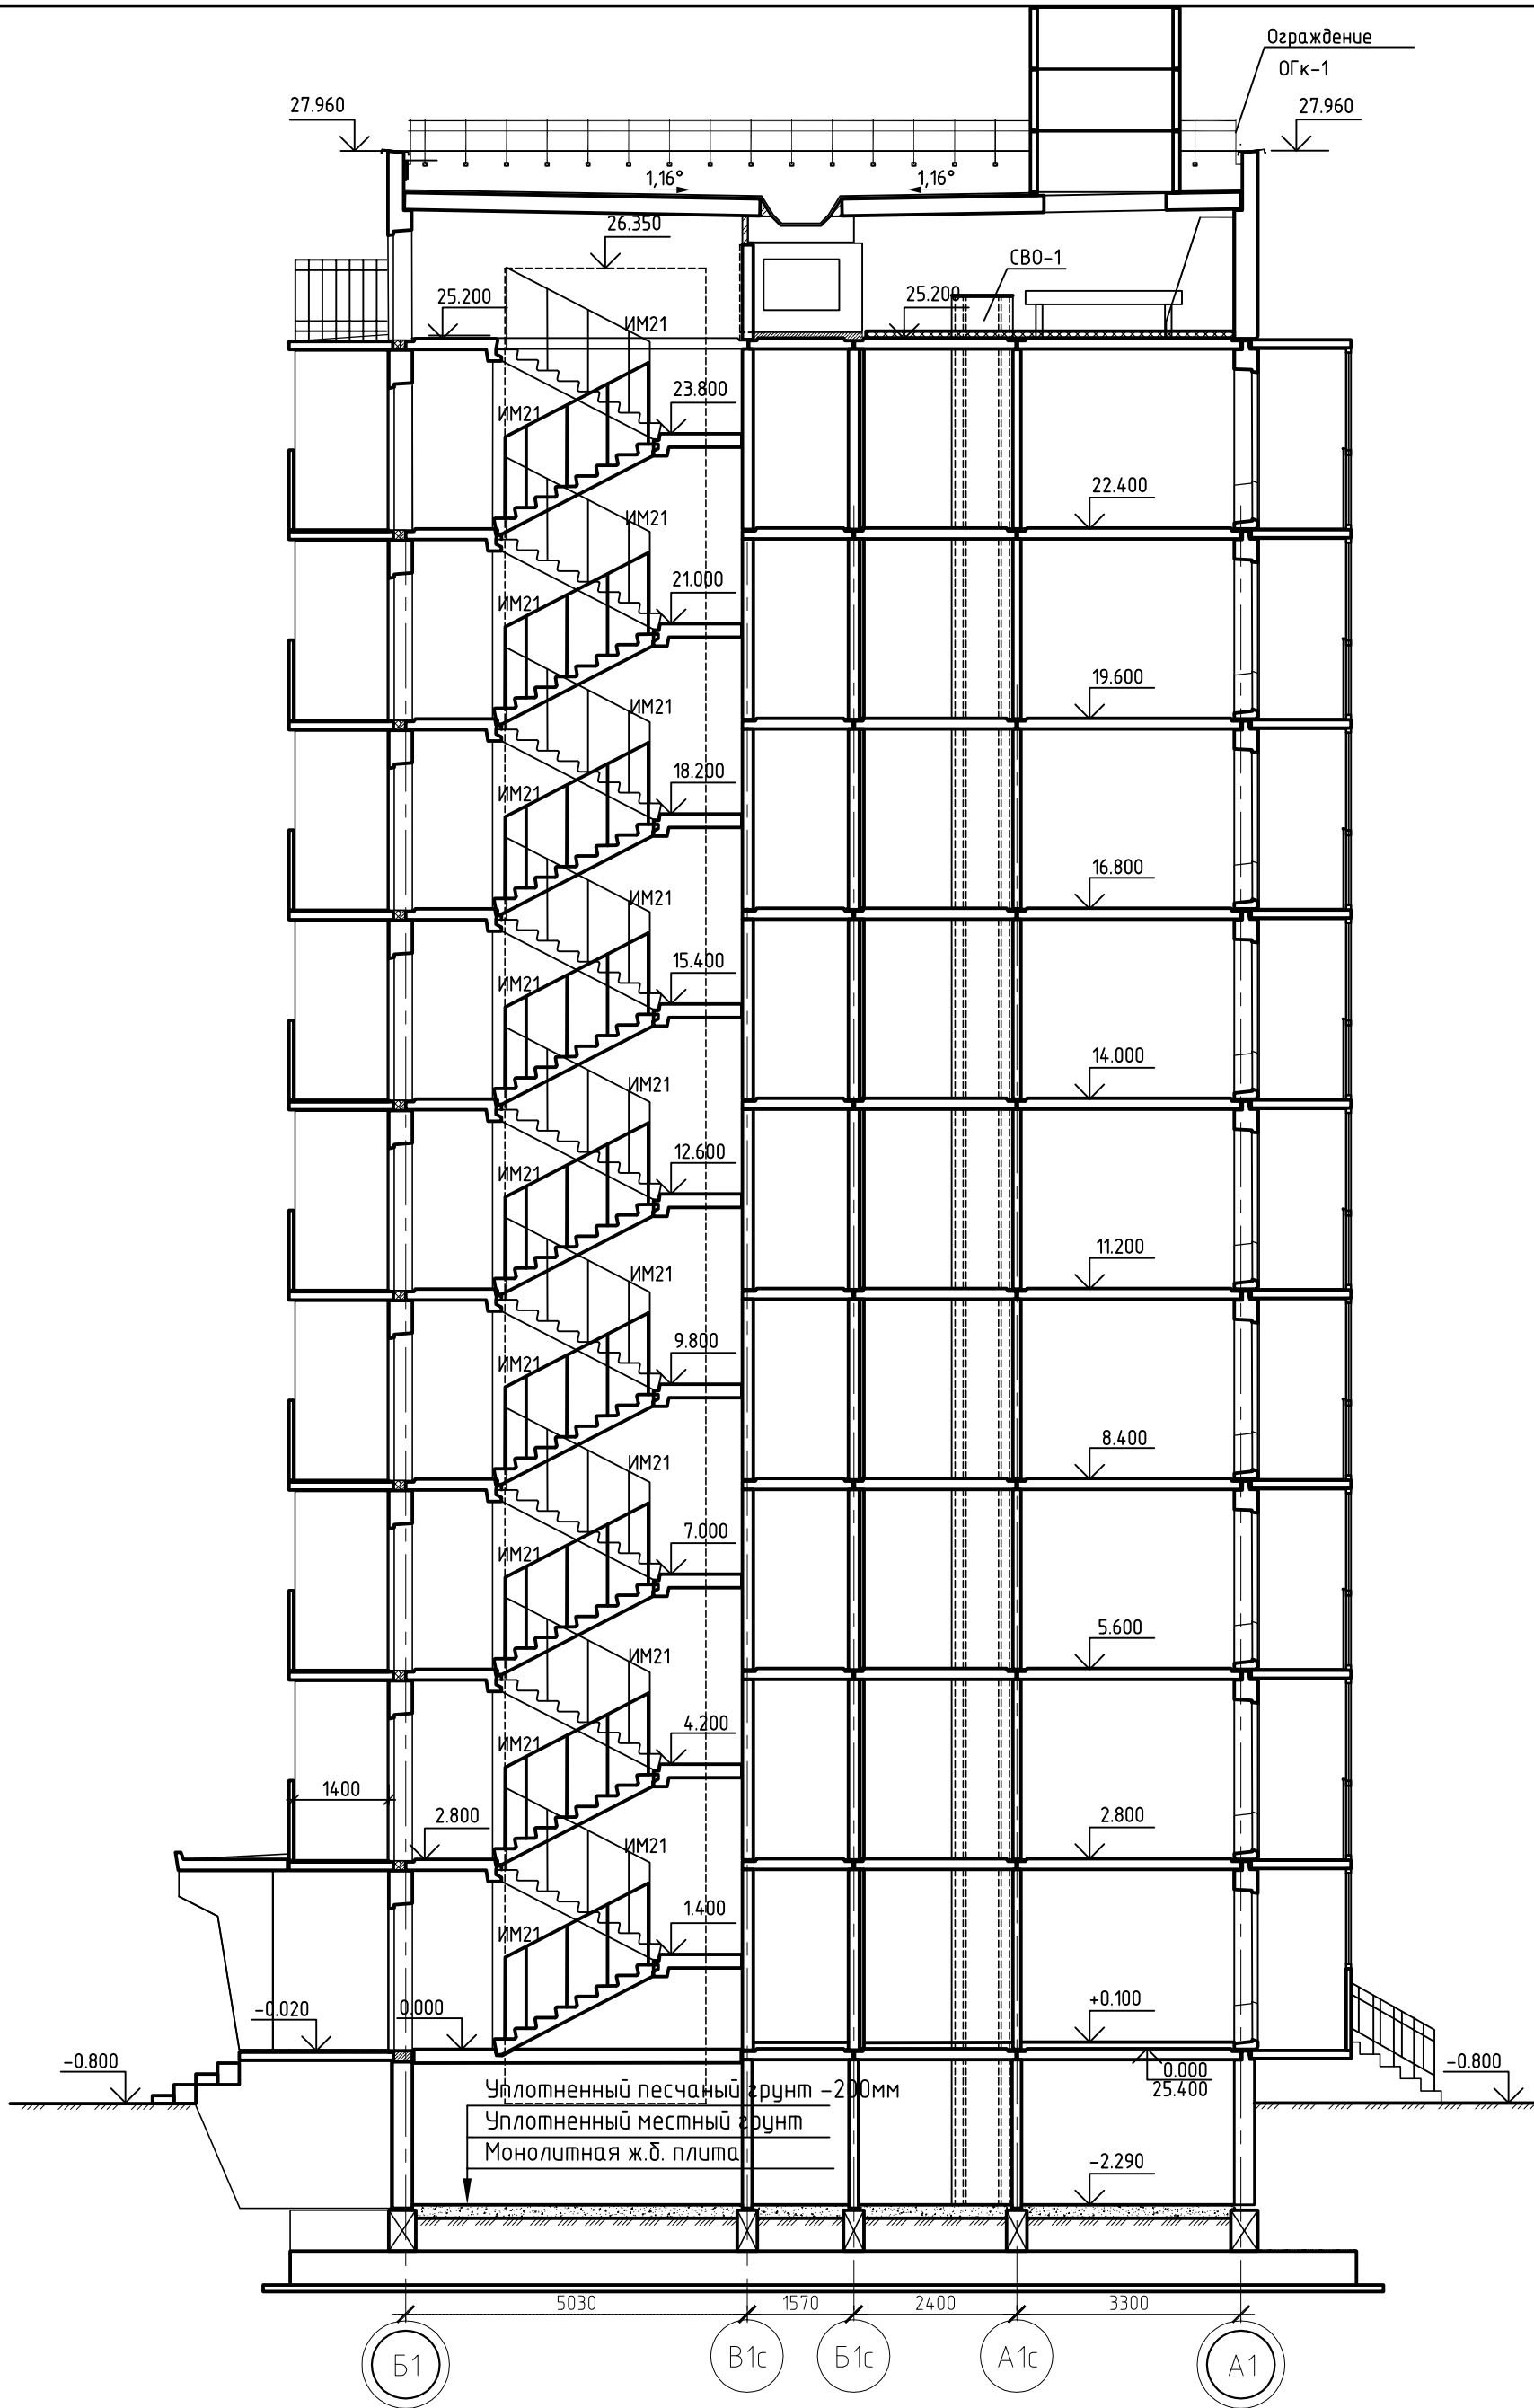 Ограждение
ОГк-1
27.960
27.960
1,16°
1,16°
26.350
СВО-1
25.200
25.200
ИМ21
23.800
ИМ21
22.400
ИМ21
21.000
ИМ21
19.600
ИМ21
18.200
ИМ21
16.800
ИМ21
15.400
ИМ21
14.000
ИМ21
12.600
ИМ21
11.200
ИМ21
9.800
ИМ21
8.400
ИМ21
7.000
ИМ21
5.600
ИМ21
4.200
ИМ21
1400
2.800
2.800
ИМ21
1.400
ИМ21
-0.020
0.000
+0.100
-0.800
-0.800
0.000
25.400
Уплотненный песчаный грунт -200мм
Уплотненный местный грунт
Монолитная ж.б. плита
-2.290
5030
1570
2400
3300
Б1
В1с
Б1с
А1с
А1